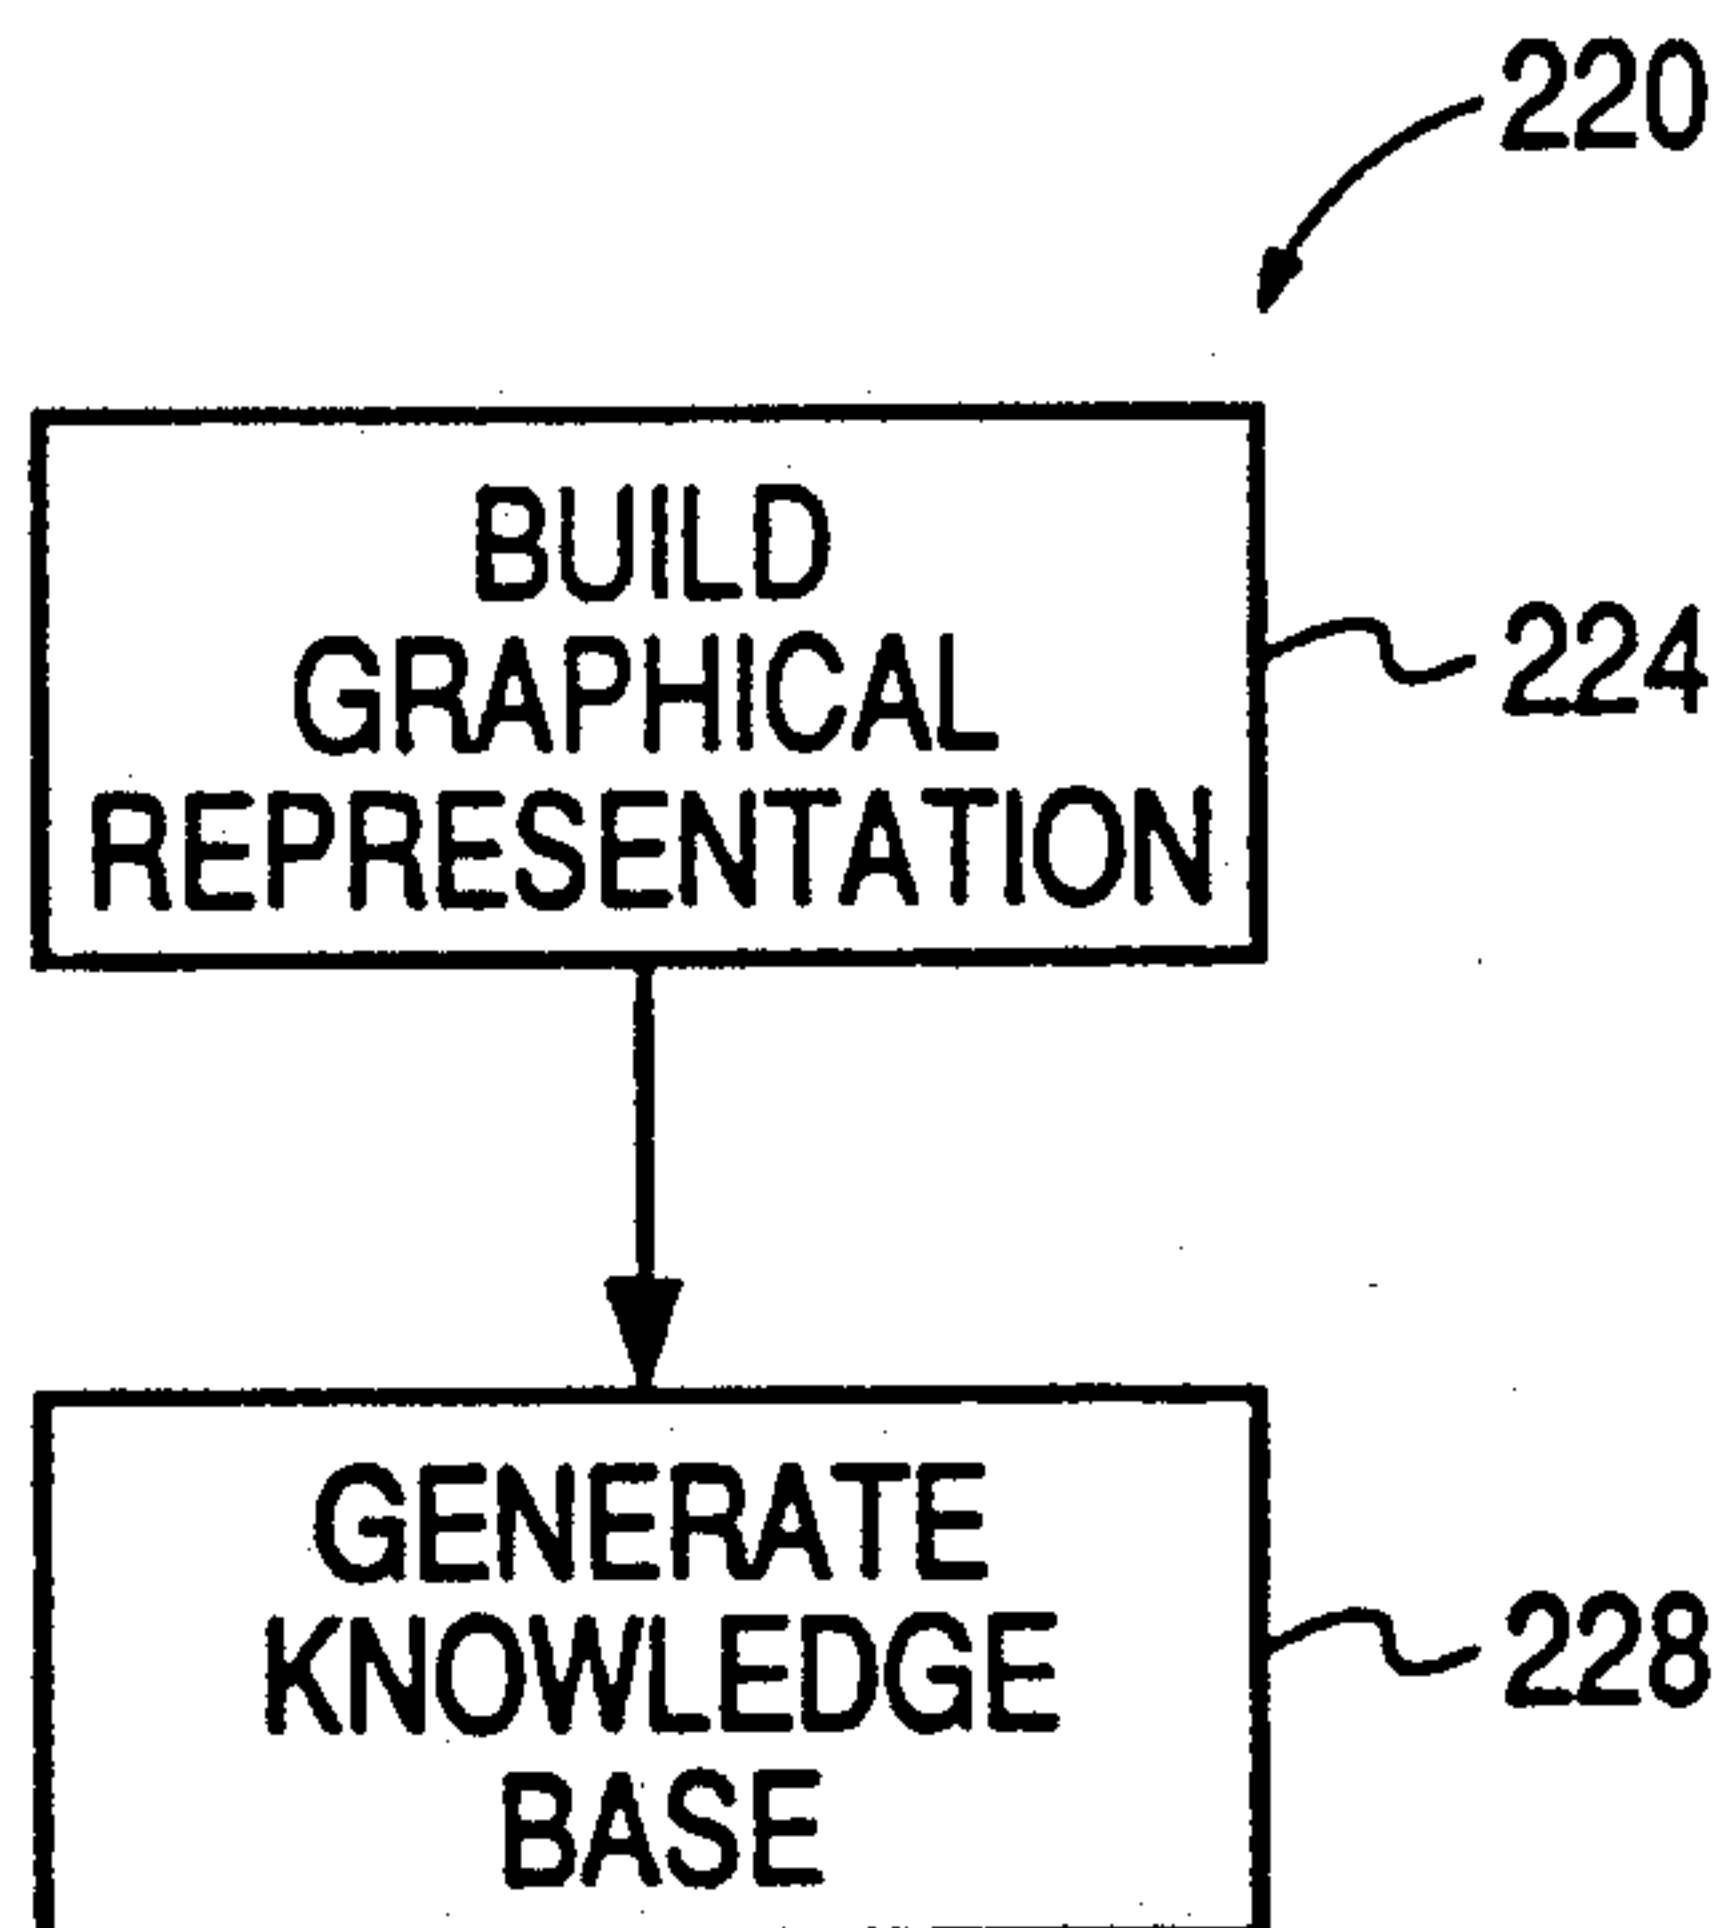 220
BUILD
GRAPHICAL
REPRESENTATION
224
GENERATE
KNOWLEDGE
BASE
228